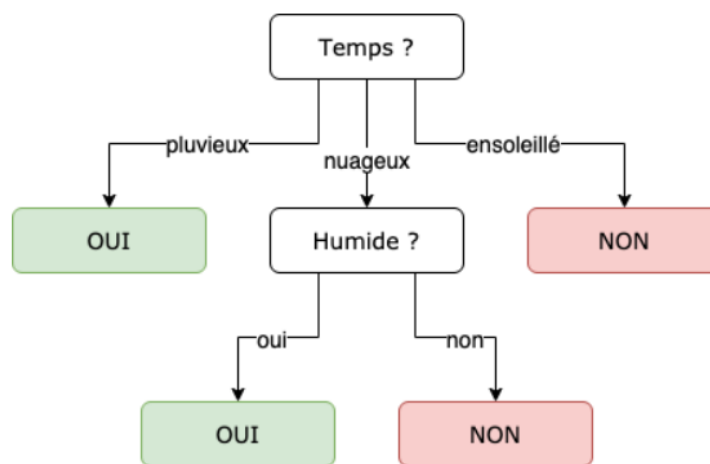 Temps ?
pluvieux
nuageux
ensoleillé
OUI
Humide ?
NON
oui
non
OUI
NON